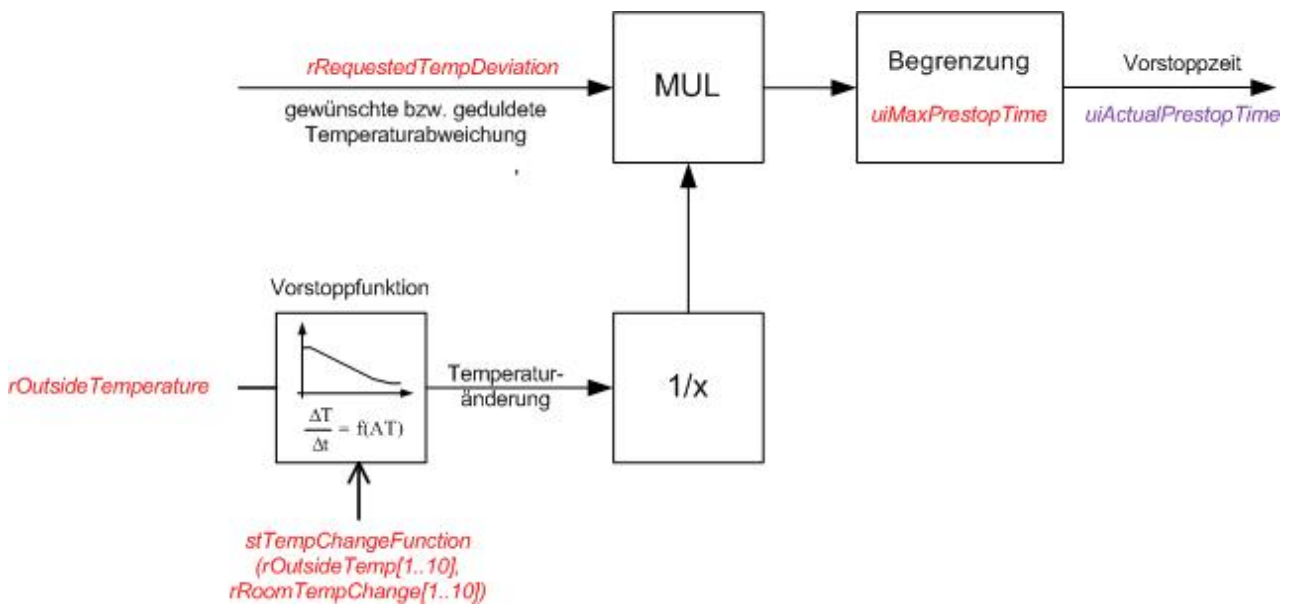 rRequestedTempDeviation
gewünschte bzw. geduldete
Temperaturabweichung
,
MUL
Begrenzung
uiMaxPrestopTime
Vorstoppzeit
uiActualPrestopTime
Vorstoppfunktion
rOutsideTemperature
ΔT
Δt
= f(AT)
Temperatur-
änderung
1/x
stTempChangeFunction
(rOutsideTemp[1..10],
rRoomTempChange[1..10])